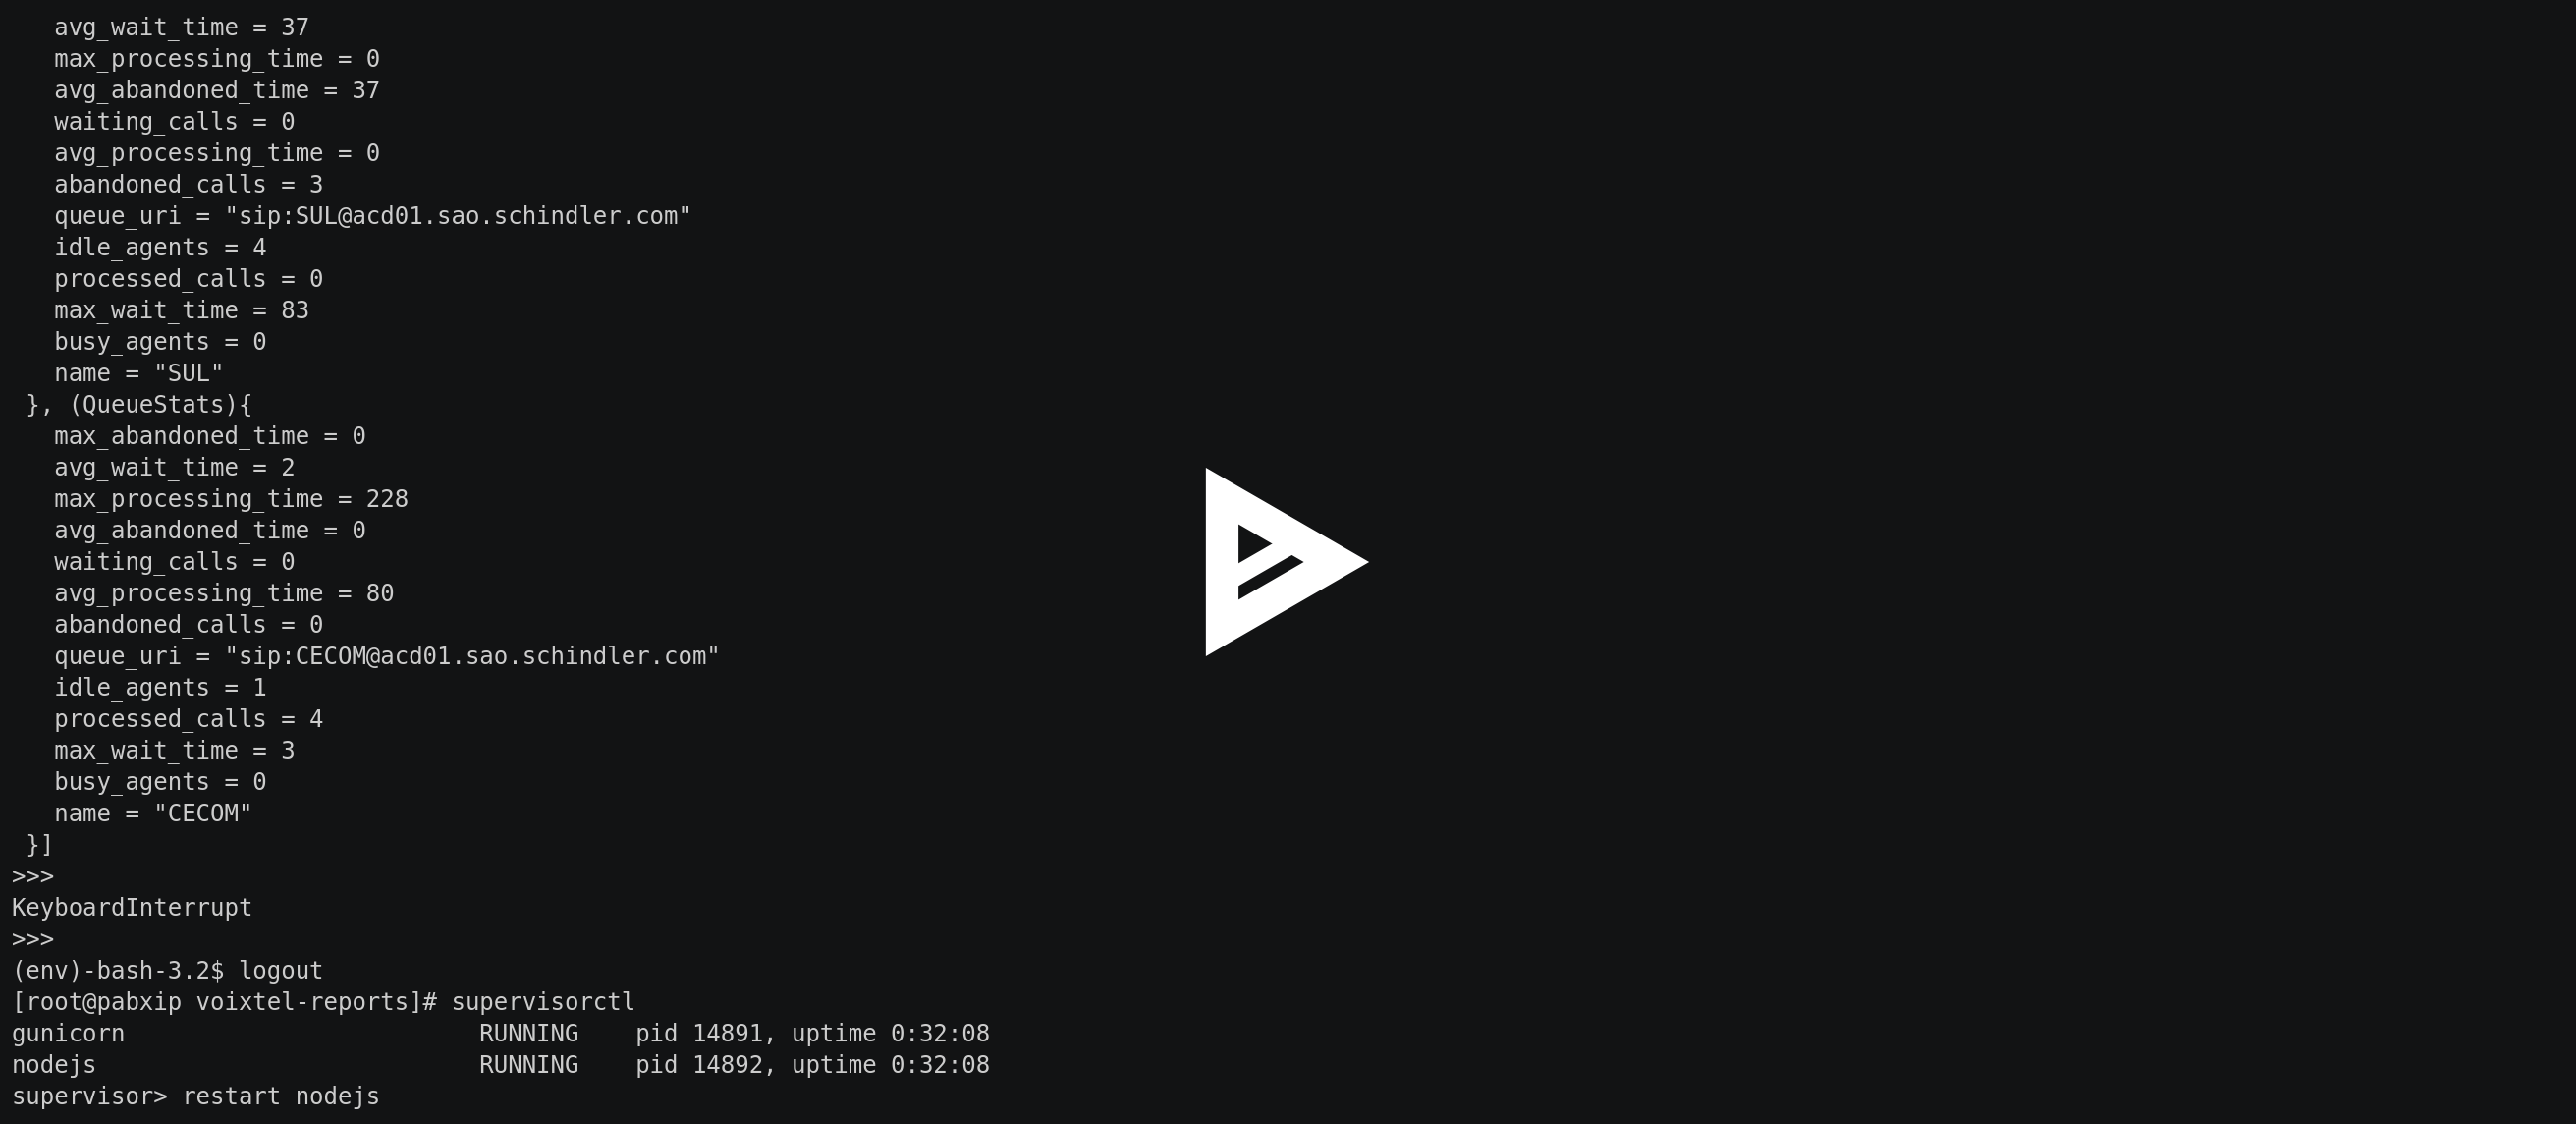 avg_wait_time = 37
max_processing_time = 0
avg_abandoned_time = 37
waiting_calls = 0
avg_processing_time = 0
abandoned_calls = 3
queue_uri = "sip:SUL@acd01.sao.schindler.com"
idle_agents = 4
processed_calls = 0
max_wait_time = 83
busy_agents = 0
name = "SUL"
}, (QueueStats){
max_abandoned_time = 0
avg_wait_time = 2
max_processing_time = 228
avg_abandoned_time = 0
waiting_calls = 0
avg_processing_time = 80
abandoned_calls = 0
queue_uri = "sip:CECOM@acd01.sao.schindler.com"
idle_agents = 1
processed_calls = 4
max_wait_time = 3
busy_agents = 0
name = "CECOM"
}]
>>>
KeyboardInterrupt
>>>
(env)-bash-3.2$ logout
[root@pabxip voixtel-reports]# supervisorctl
gunicorn                         RUNNING    pid 14891, uptime 0:32:08
nodejs                           RUNNING    pid 14892, uptime 0:32:08
supervisor> restart nodejs